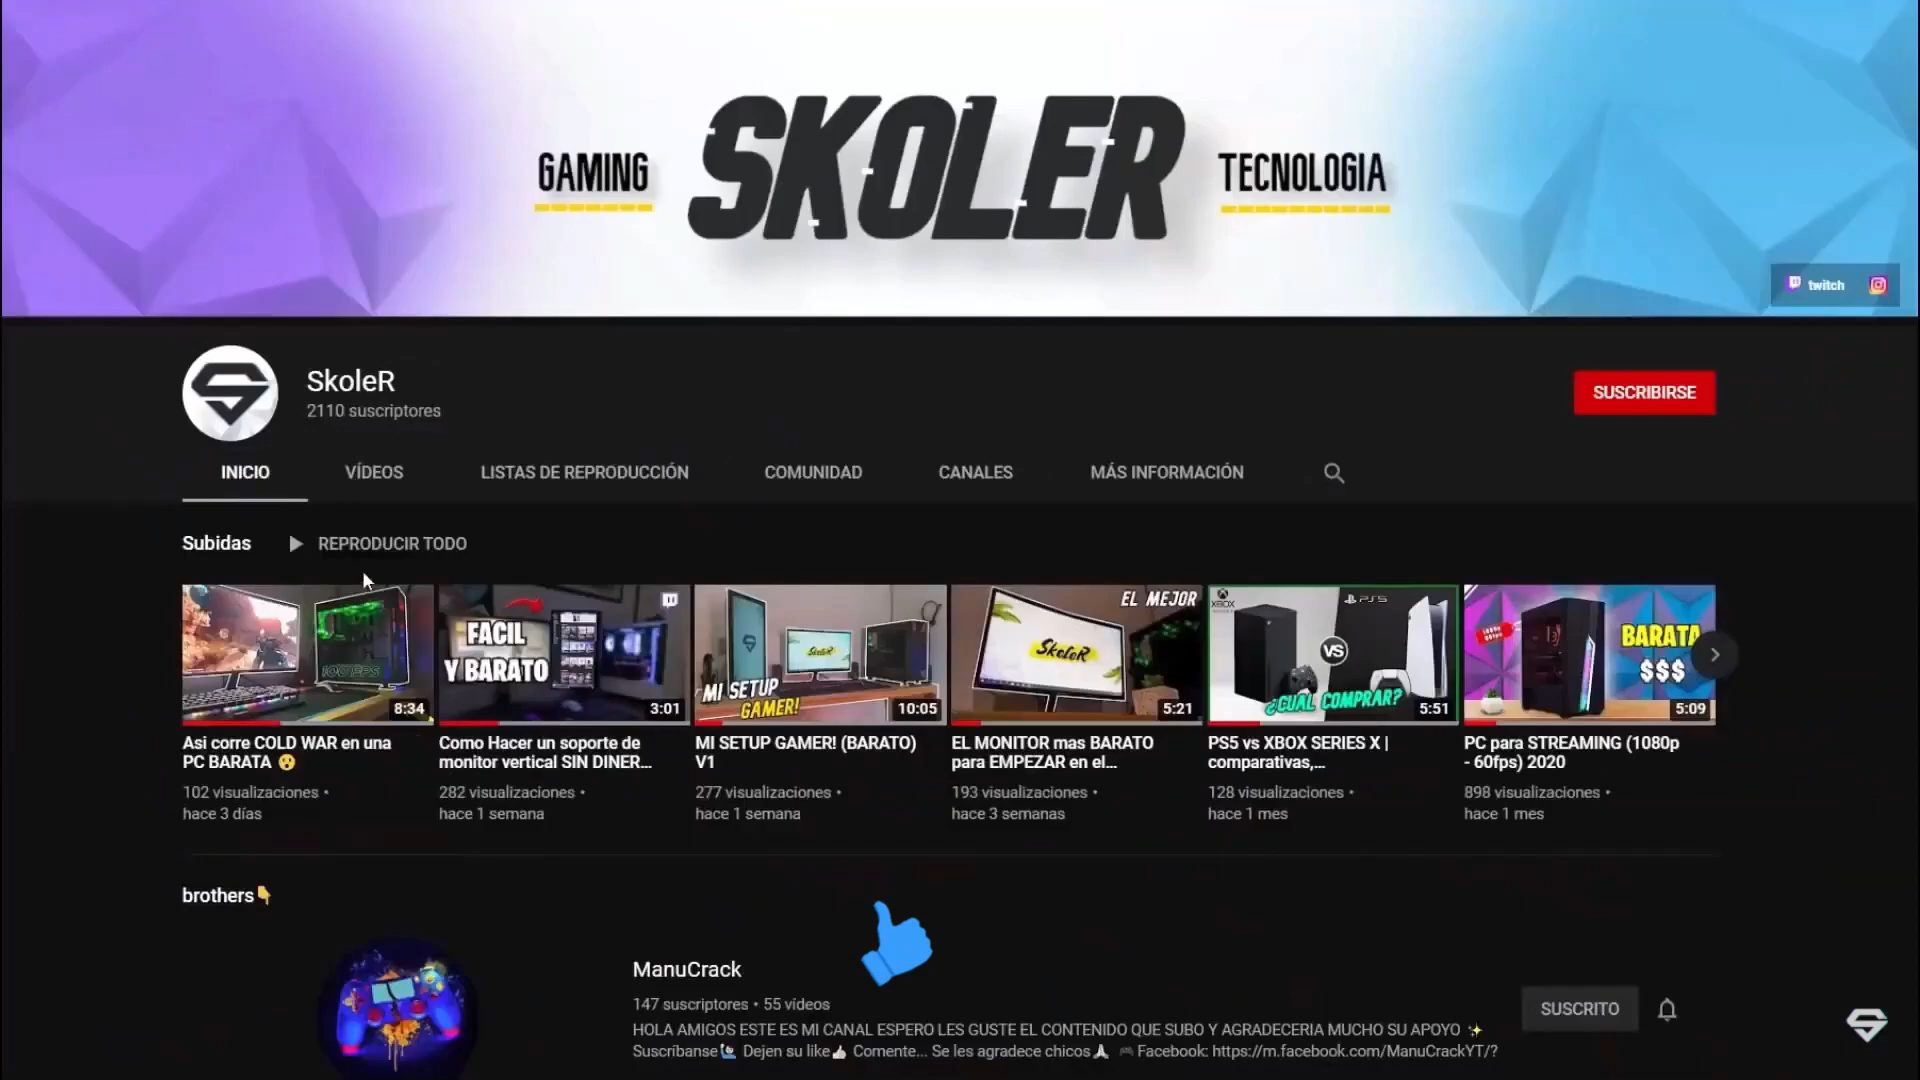 GAMING
SKOLER
TECNOLOGIA
twitch
SkoleR
2110 suscriptores
SUSCRIBIRSE
INICIO
VÍDEOS
LISTAS DE REPRODUCCIÓN
COMUNIDAD
CANALES
MÁS INFORMACIÓN
Subidas
REPRODUCIR TODO
100 FPS
8:34
FACIL
Y BARATO
3:01
SkoleR
MI SETUP
GAMER!
10:05
EL MEJOR
SkoleR
5:21
XBOX
PS5
VS
¿CUAL COMPRAR?
5:51
BARATA
$$$
5:09
Asi corre COLD WAR en una
PC BARATA 😮
102 visualizaciones •
hace 3 días
Como Hacer un soporte de
monitor vertical SIN DINER...
282 visualizaciones •
hace 1 semana
MI SETUP GAMER! (BARATO)
V1
277 visualizaciones •
hace 1 semana
EL MONITOR mas BARATO
para EMPEZAR en el...
193 visualizaciones •
hace 3 semanas
PS5 vs XBOX SERIES X |
comparativas,...
128 visualizaciones •
hace 1 mes
PC para STREAMING (1080p
- 60fps) 2020
898 visualizaciones •
hace 1 mes
brothers👇
ManuCrack
147 suscriptores • 55 vídeos
HOLA AMIGOS ESTE ES MI CANAL ESPERO LES GUSTE EL CONTENIDO QUE SUBO Y AGRADECERIA MUCHO SU APOYO ✨
Suscríbanse🙋 Dejen su like👍 Comente... Se les agradece chicos🙏 🎮Facebook: https://m.facebook.com/ManuCrackYT/?
SUSCRITO